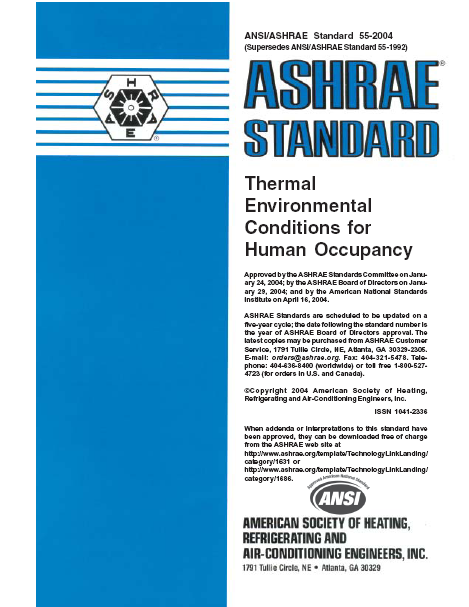 ANSI/ASHRAE Standard 55-2004
(Supersedes ANSI/ASHRAE Standard 55-1992)
ASHRAE®
STANDARD
ASHRAE
®
Thermal
Environmental
Conditions for
Human Occupancy
Approved by the ASHRAE Standards Committee on Janu-
ary 24, 2004; by the ASHRAE Board of Directors on Janu-
ary 29, 2004; and by the American National Standards
Institute on April 16, 2004.
ASHRAE Standards are scheduled to be updated on a
five-year cycle; the date following the standard number is
the year of ASHRAE Board of Directors approval. The
latest copies may be purchased from ASHRAE Customer
Service, 1791 Tullie Circle, NE, Atlanta, GA 30329-2305.
E-mail: orders@ashrae.org. Fax: 404-321-5478. Tele-
phone: 404-636-8400 (worldwide) or toll free 1-800-527-
4723 (for orders in U.S. and Canada).
©Copyright 2004 American Society of Heating,
Refrigerating and Air-Conditioning Engineers, Inc.
ISSN 1041-2336
When addenda or interpretations to this standard have
been approved, they can be downloaded free of charge
from the ASHRAE web site at
http://www.ashrae.org/template/TechnologyLinkLanding/
category/1631 or
http://www.ashrae.org/template/TechnologyLinkLanding/
category/1686.
Approved American National Standard
ANSI
AMERICAN SOCIETY OF HEATING,
REFRIGERATING AND
AIR-CONDITIONING ENGINEERS, INC.
1791 Tullie Circle, NE • Atlanta, GA 30329